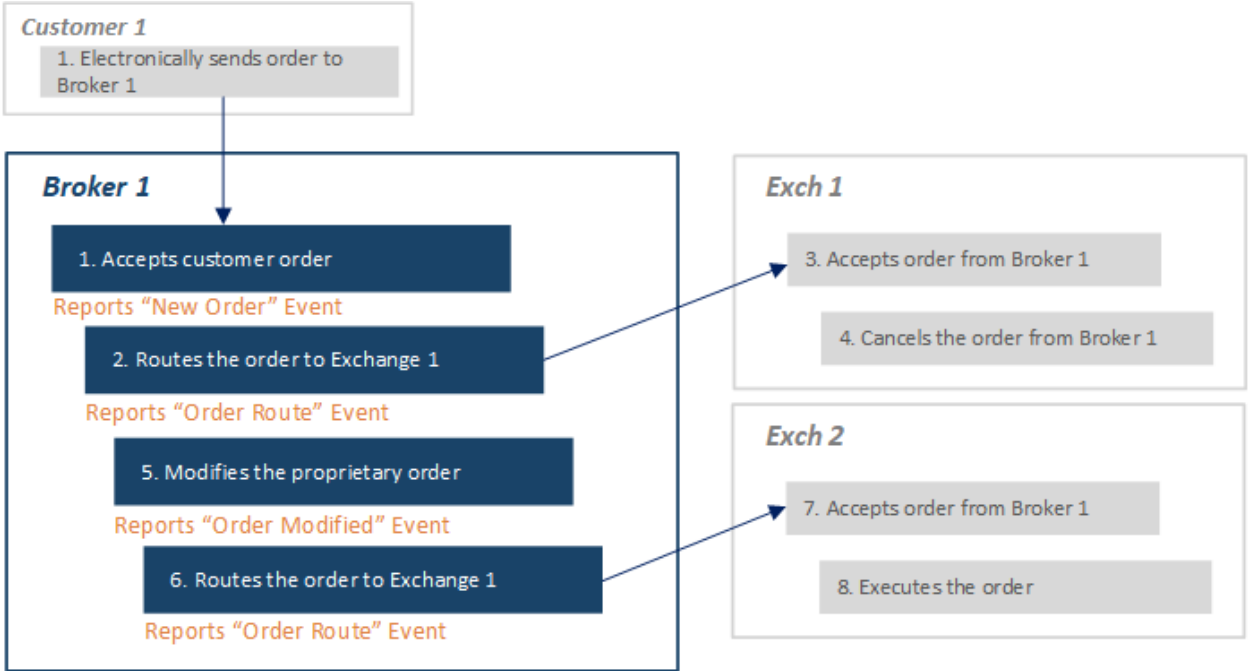 Customer 1
1. Electronically sends order to
Broker 1
Broker 1
1. Accepts customer order
Reports “New Order” Event
2. Routes the order to Exchange 1
Reports “Order Route” Event
5. Modifies the proprietary order
Reports “Order Modified” Event
6. Routes the order to Exchange 1
Reports “Order Route” Event
Exch 1
3. Accepts order from Broker 1
4. Cancels the order from Broker 1
Exch 2
7. Accepts order from Broker 1
8. Executes the order